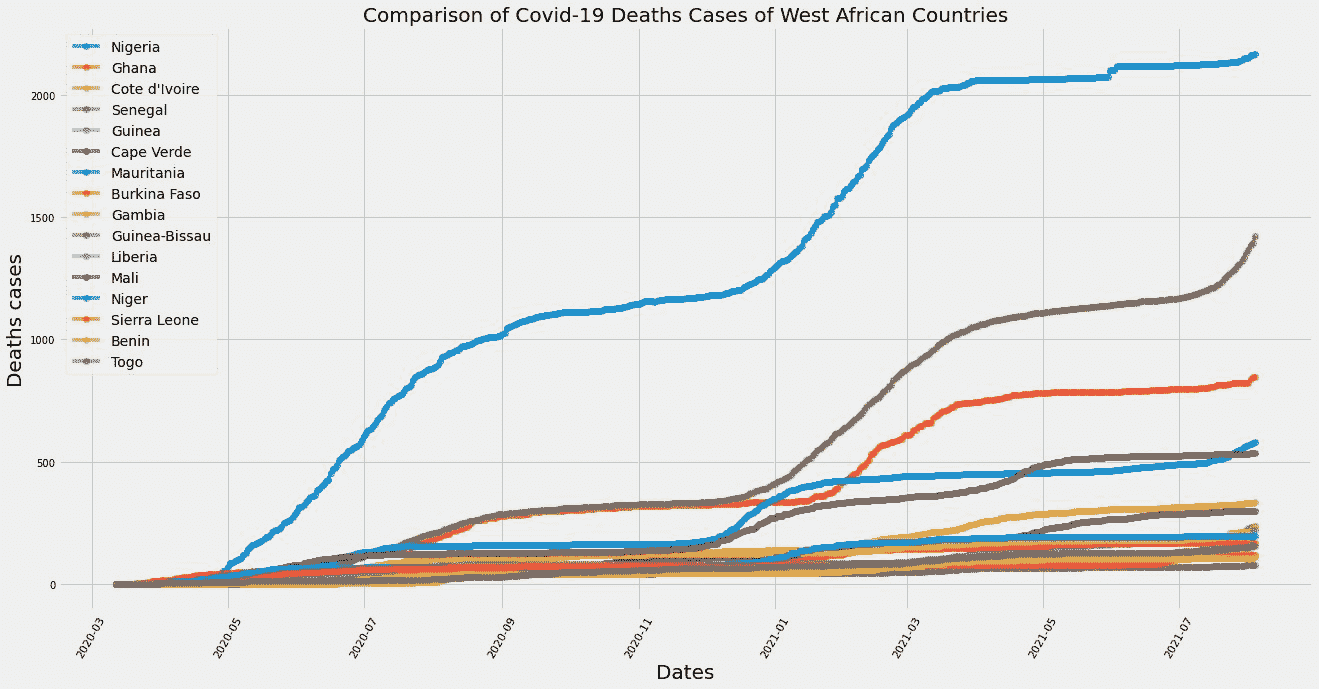 Comparison of Covid-19 Deaths Cases of West African Countries
Nigeria
Ghana
Cote d'Ivoire
Senegal
Guinea
Cape Verde
Mauritania
Burkina Faso
Gambia
Guinea-Bissau
Liberia
Mali
Niger
Sierra Leone
Benin
Togo
Deaths cases
2000
1500
1000
500
0
2020-03
2020-05
2020-07
2020-09
2020-11
2021-01
2021-03
2021-05
2021-07
Dates